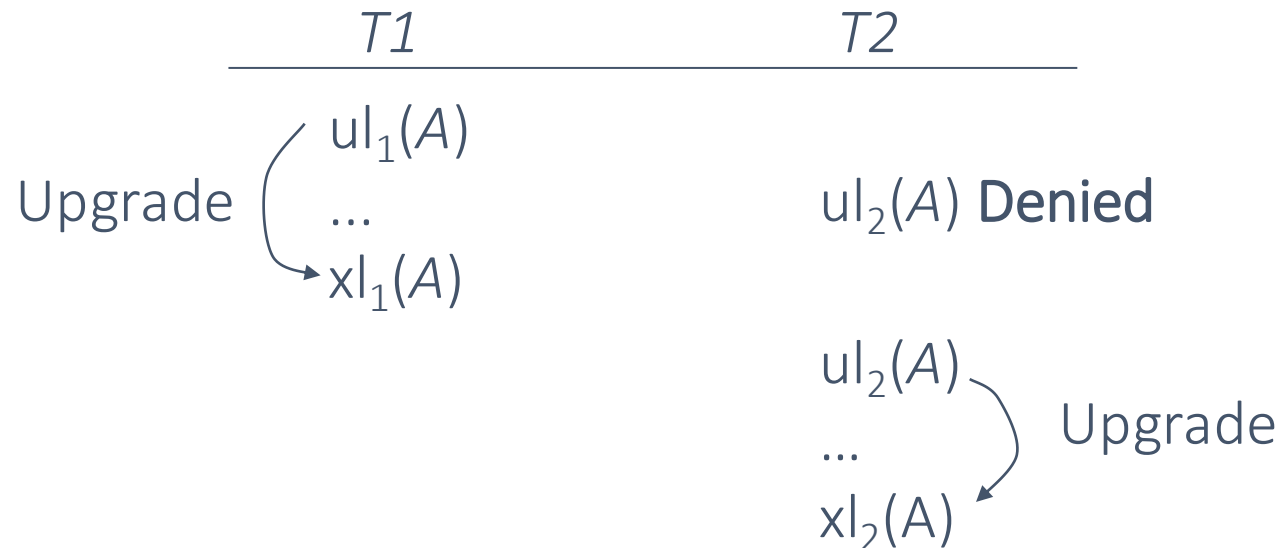 T1 T2
ul₁(A)
Upgrade ... ul₂(A) Denied
xl₁(A)
ul₂(A)
Upgrade
...
xl₂(A)